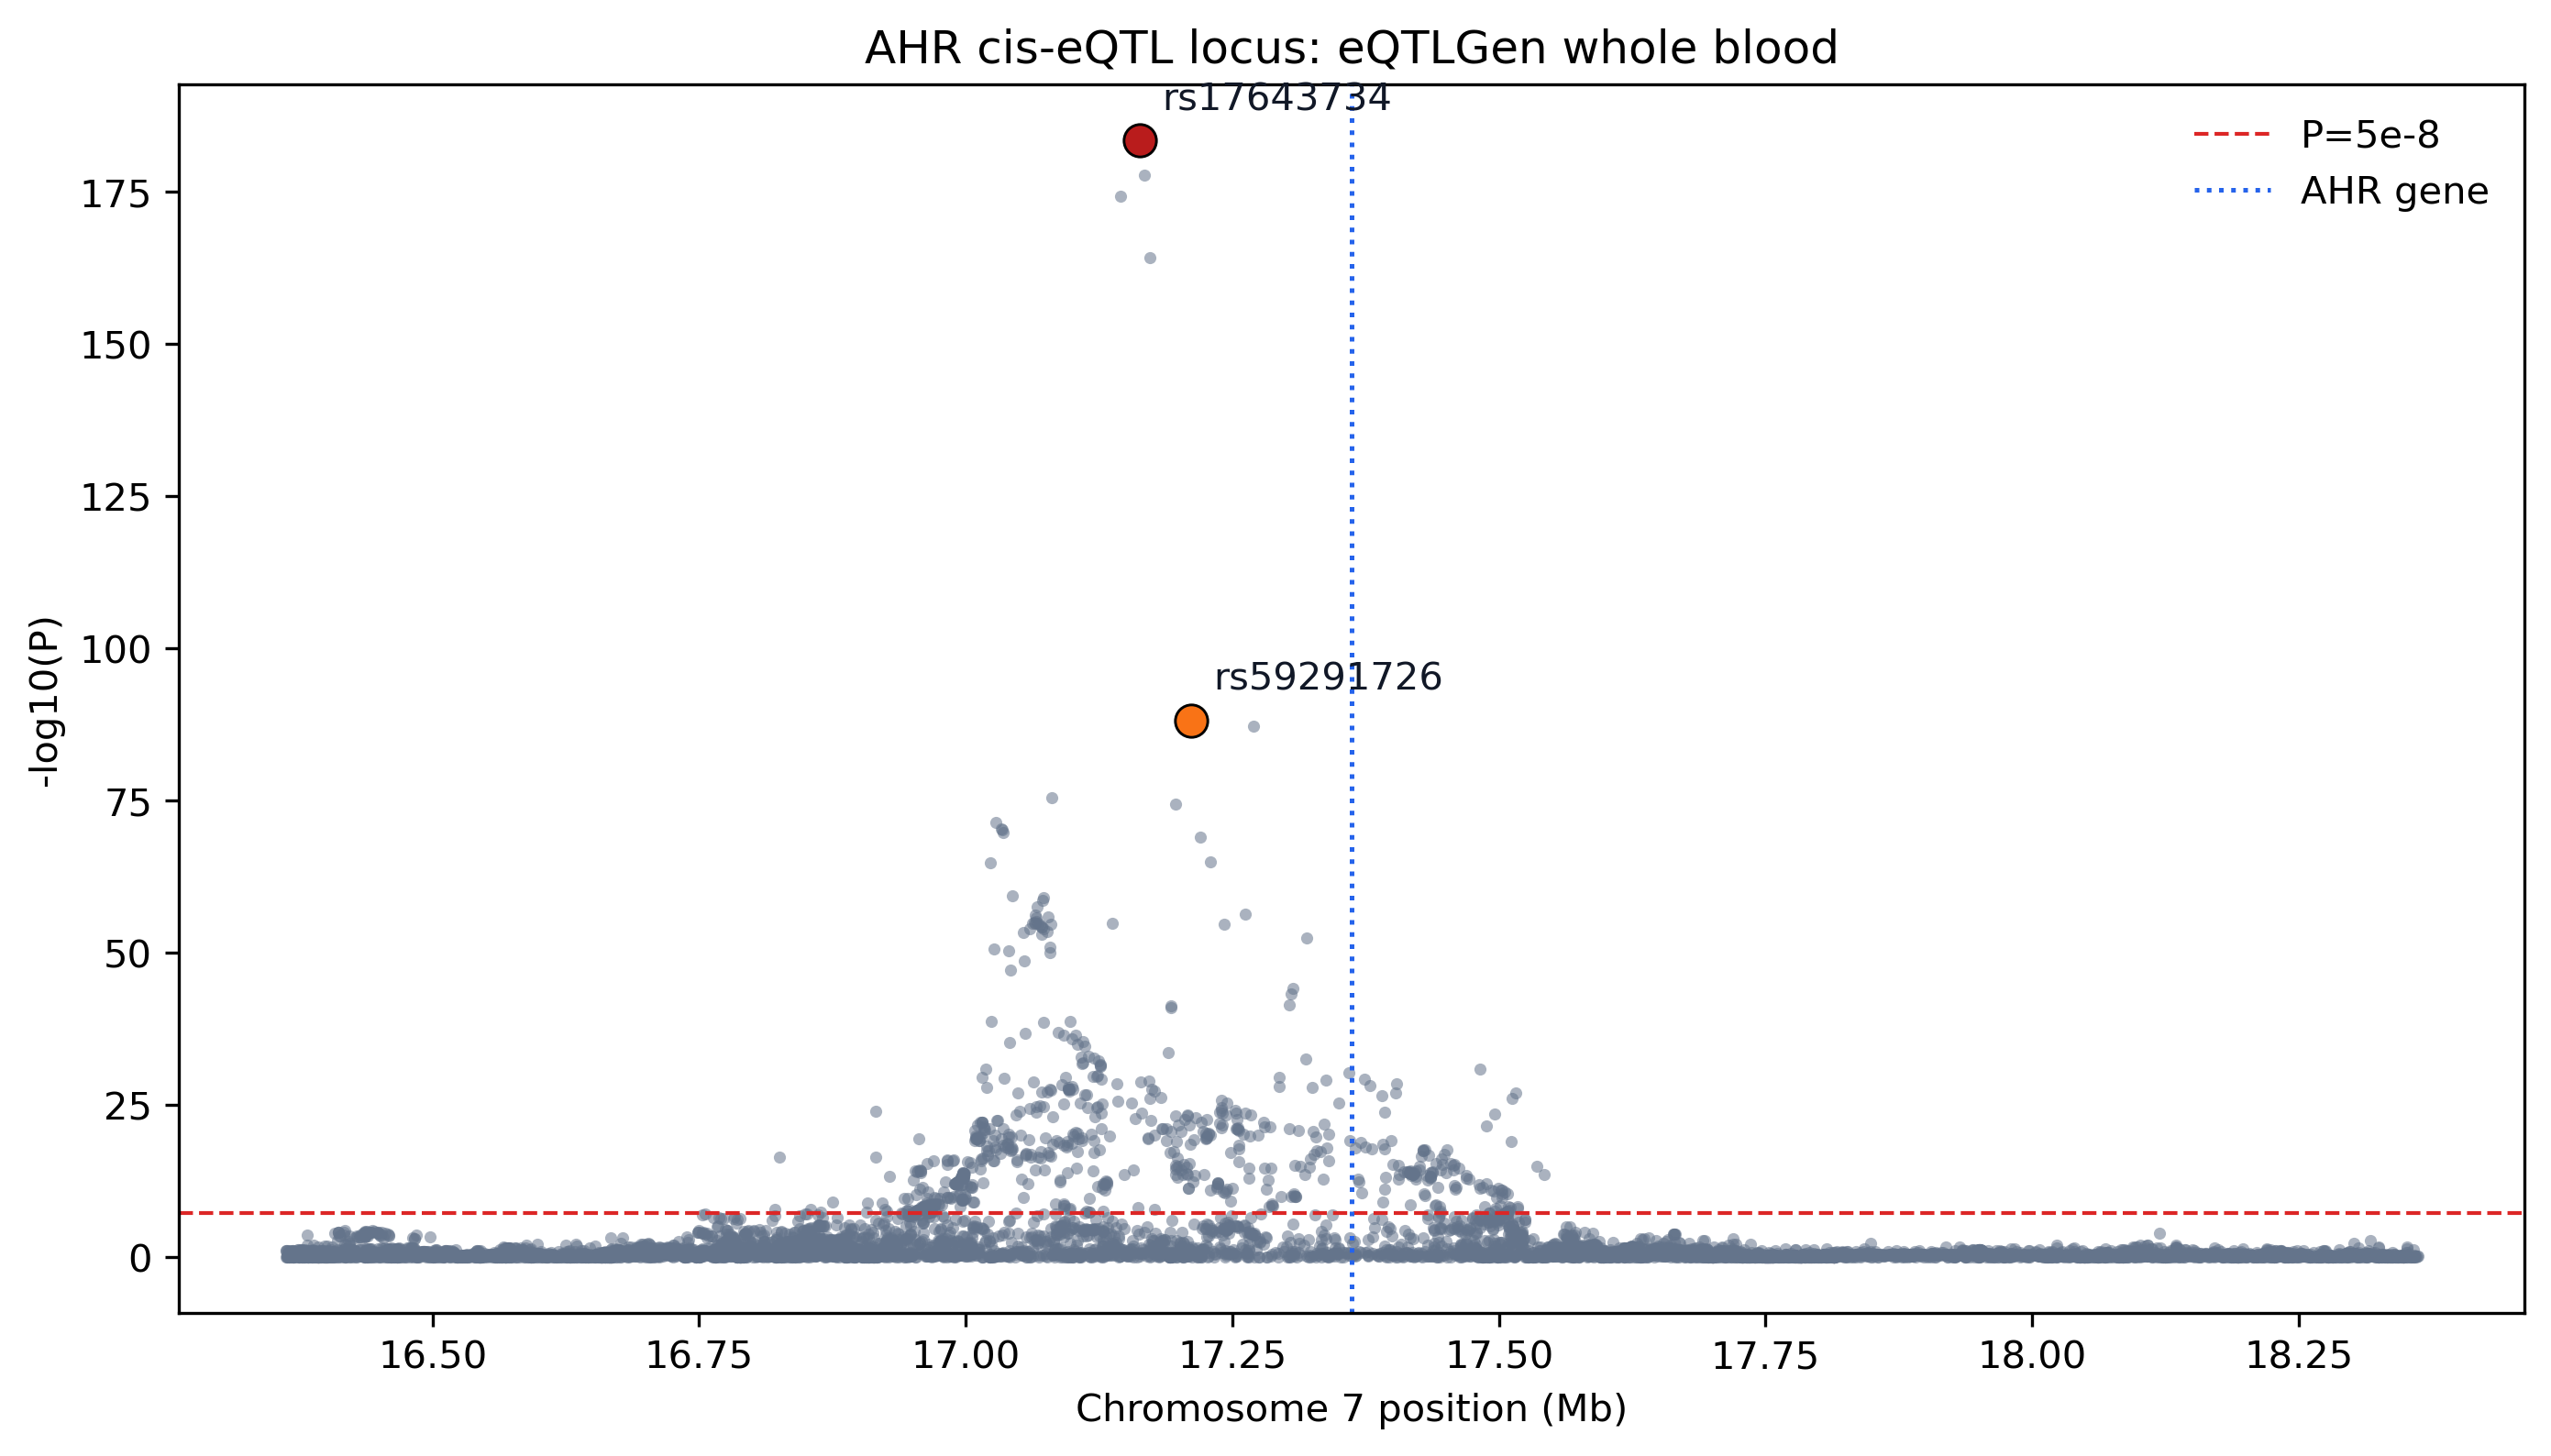 AHR cis-eQTL locus: eQTLGen whole blood
rs17643734
P=5e-8
AHR gene
rs59291726
-log10(P)
175
150
125
100
75
50
25
0
16.50 16.75 17.00 17.25 17.50 17.75 18.00 18.25
Chromosome 7 position (Mb)